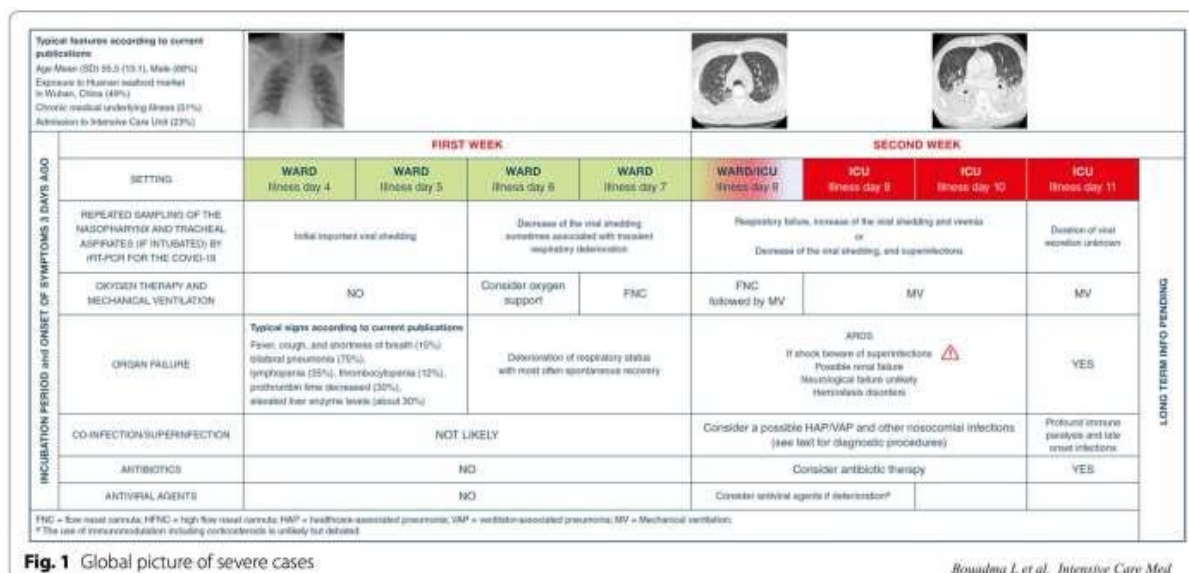 Typical features according to current
publications
Age Mean (SD) 55.5 (13.1), Male (68%)
Exposure to Huanan seafood market
in Wuhan, China (49%)
Chronic medical underlying illness (51%)
Admission to Intensive Care Unit (23%)
FIRST WEEK
SECOND WEEK
INCUBATION PERIOD and ONSET OF SYMPTOMS 3 DAYS AGO
SETTING
WARD
Illness day 4
WARD
Illness day 5
WARD
Illness day 6
WARD
Illness day 7
WARD/ICU
Illness day 8
ICU
Illness day 9
ICU
Illness day 10
ICU
Illness day 11
LONG TERM INFO PENDING
REPEATED SAMPLING OF THE
NASOPHARYNX AND TRACHEAL
ASPIRATES (IF INTUBATED) BY
rRT-PCR FOR THE COVID-19
Initial important viral shedding
Decrease of the viral shedding
sometimes associated with transient
respiratory deterioration
Respiratory failure, increase of the viral shedding and viremia
or
Decrease of the viral shedding, and superinfections
Duration of viral
excretion unknown
OXYGEN THERAPY AND
MECHANICAL VENTILATION
NO
Consider oxygen
support
FNC
FNC
followed by MV
MV
MV
ORGAN FAILURE
Typical signs according to current publications
Fever, cough, and shortness of breath (15%)
bilateral pneumonia (75%),
lymphopenia (35%), thrombocytopenia (12%),
prothrombin time decreased (30%),
elevated liver enzyme levels (about 30%)
Deterioration of respiratory status
with most often spontaneous recovery
ARDS
If shock beware of superinfections
Possible renal failure
Neurological failure unlikely
Hemostasis disorders
YES
CO-INFECTION/SUPERINFECTION
NOT LIKELY
Consider a possible HAP/VAP and other nosocomial infections
(see text for diagnostic procedures)
Profound immune
paralysis and late
onset infections
ANTIBIOTICS
NO
Consider antibiotic therapy
YES
ANTIVIRAL AGENTS
NO
Consider antiviral agents if deterioration#
FNC = flow nasal cannula; HFNC = high flow nasal cannula; HAP = healthcare-associated pneumonia; VAP = ventilator-associated pneumonia; MV = Mechanical ventilation;
# The use of immunomodulation including corticosteroids is unlikely but debated.
Fig. 1 Global picture of severe cases
Bouadma L et al. Intensive Care Med